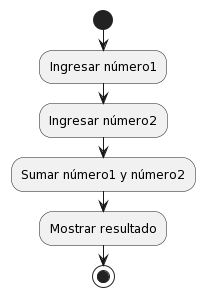 Ingresar número1
Ingresar número2
Sumar número1 y número2
Mostrar resultado